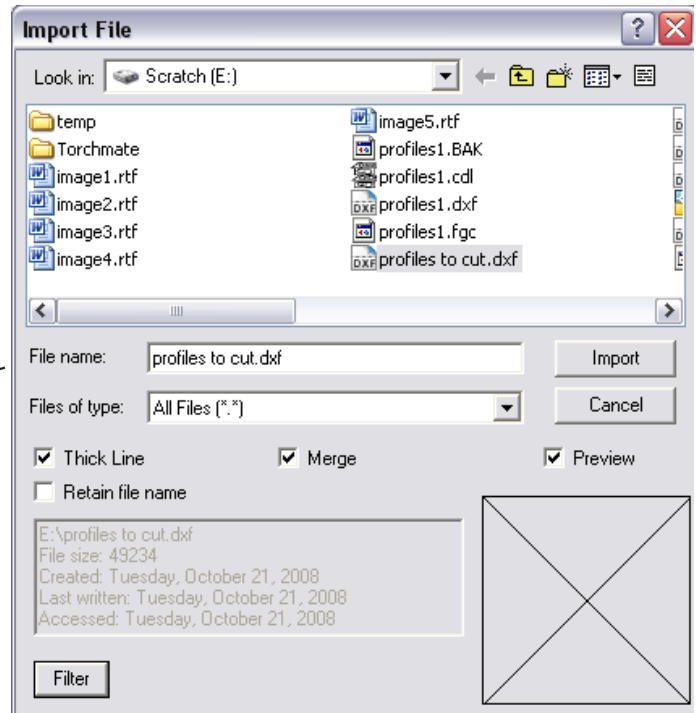 Import File
Look in: Scratch (E:)
temp
Torchmate
image1.rtf
image2.rtf
image3.rtf
image4.rtf
image5.rtf
profiles1.BAK
profiles1.cdl
profiles1.dxf
profiles1.fgc
profiles to cut.dxf
File name: profiles to cut.dxf Import
Files of type: All Files (*.*) Cancel
Thick Line Merge Preview
Retain file name
E:\profiles to cut.dxf
File size: 49234
Created: Tuesday, October 21, 2008
Last written: Tuesday, October 21, 2008
Accessed: Tuesday, October 21, 2008
Filter